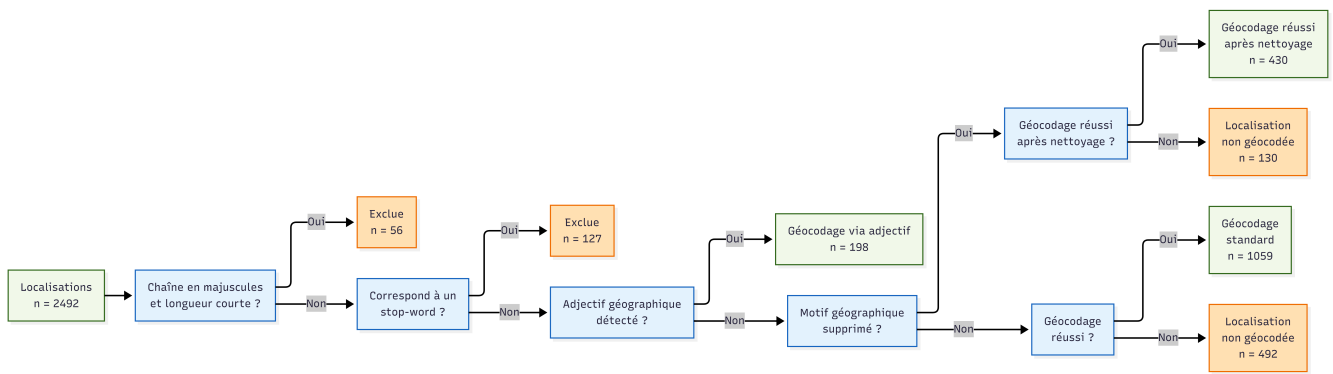 Localisations
n = 2492
Chaîne en majuscules
et longueur courte ?
Oui
Exclue
n = 56
Non
Correspond à un
stop-word ?
Oui
Exclue
n = 127
Non
Adjectif géographique
détecté ?
Oui
Géocodage via adjectif
n = 198
Non
Motif géographique
supprimé ?
Oui
Géocodage réussi
après nettoyage ?
Oui
Géocodage réussi
après nettoyage
n = 430
Non
Localisation
non géocodée
n = 130
Non
Géocodage
réussi ?
Oui
Géocodage
standard
n = 1059
Non
Localisation
non géocodée
n = 492